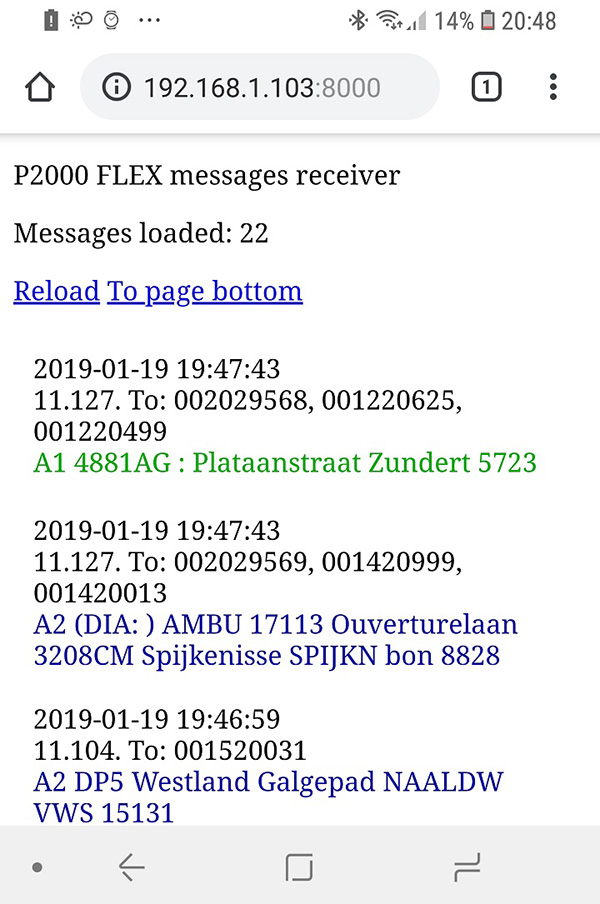 14% 20:48
192.168.1.103:8000
1
P2000 FLEX messages receiver
Messages loaded: 22
Reload To page bottom
2019-01-19 19:47:43
11.127. To: 002029568, 001220625,
001220499
A1 4881AG : Plataanstraat Zundert 5723
2019-01-19 19:47:43
11.127. To: 002029569, 001420999,
001420013
A2 (DIA: ) AMBU 17113 Ouverturelaan
3208CM Spijkenisse SPIJKN bon 8828
2019-01-19 19:46:59
11.104. To: 001520031
A2 DP5 Westland Galgepad NAALDW
VWS 15131